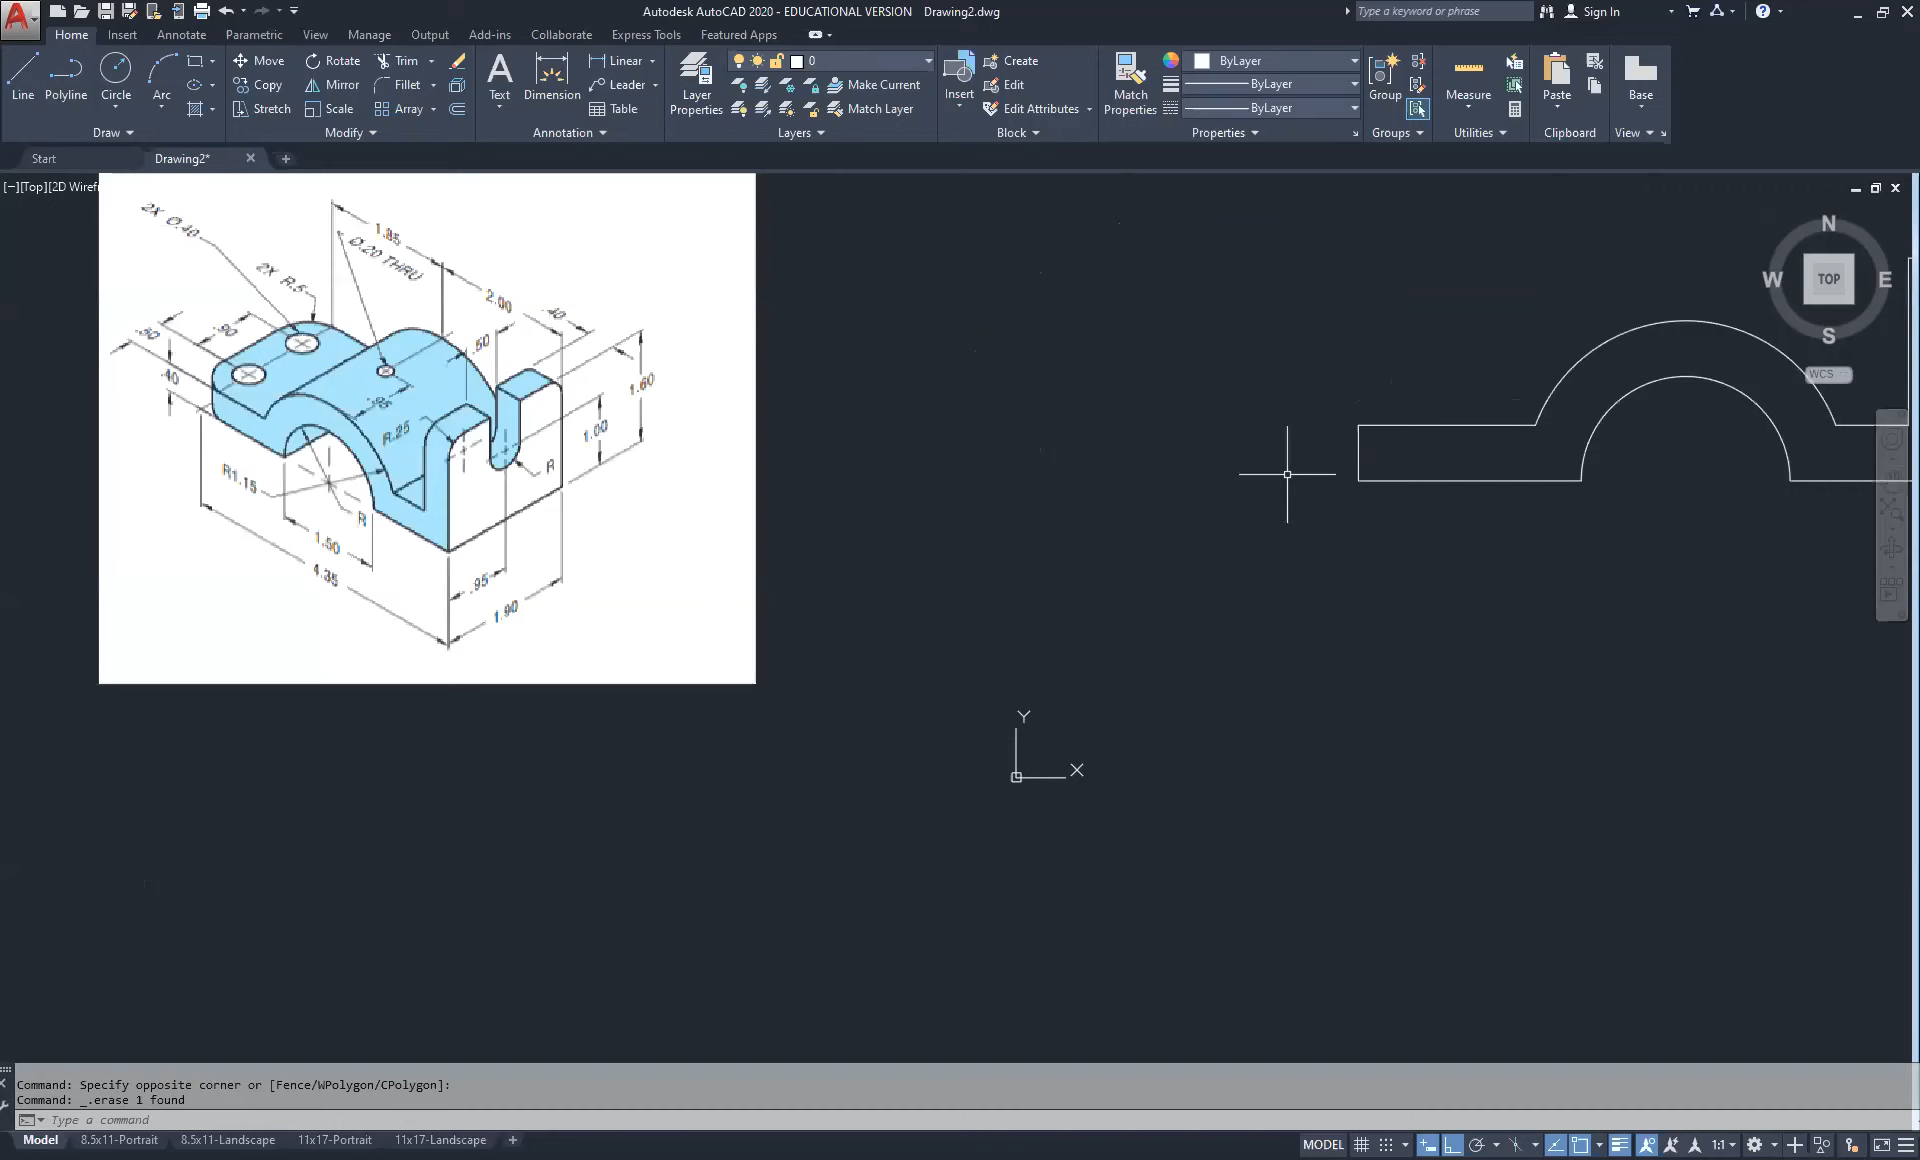 Autodesk AutoCAD 2020 - EDUCATIONAL VERSION Drawing2.dwg
Type a keyword or phrase
Sign In
Home Insert Annotate Parametric View Manage Output Add-ins Collaborate Express Tools Featured Apps
Line Polyline Circle Arc
Move Rotate Trim
Copy Mirror Fillet
Stretch Scale Array
Text Dimension
Linear
Leader
Table
Layer Properties
0
Make Current
Match Layer
Insert
Create
Edit
Edit Attributes
Match Properties
ByLayer
ByLayer
ByLayer
Group
Measure
Paste
Base
Draw Modify Annotation Layers Block Properties Groups Utilities Clipboard View
Start Drawing2*
[−][Top][2D Wirefr
2X Ø.40
1.85
Ø.20 THRU
2X R.5
2.00
.40
.90
.50
.40
1.60
R.25
1.00
R
R1.15
R
1.50
4.35
.95
1.90
N
W TOP E
S
WCS
Y
X
Command: Specify opposite corner or [Fence/WPolygon/CPolygon]:
Command: _.erase 1 found
Type a command
Model 8.5x11-Portrait 8.5x11-Landscape 11x17-Portrait 11x17-Landscape
MODEL 1:1